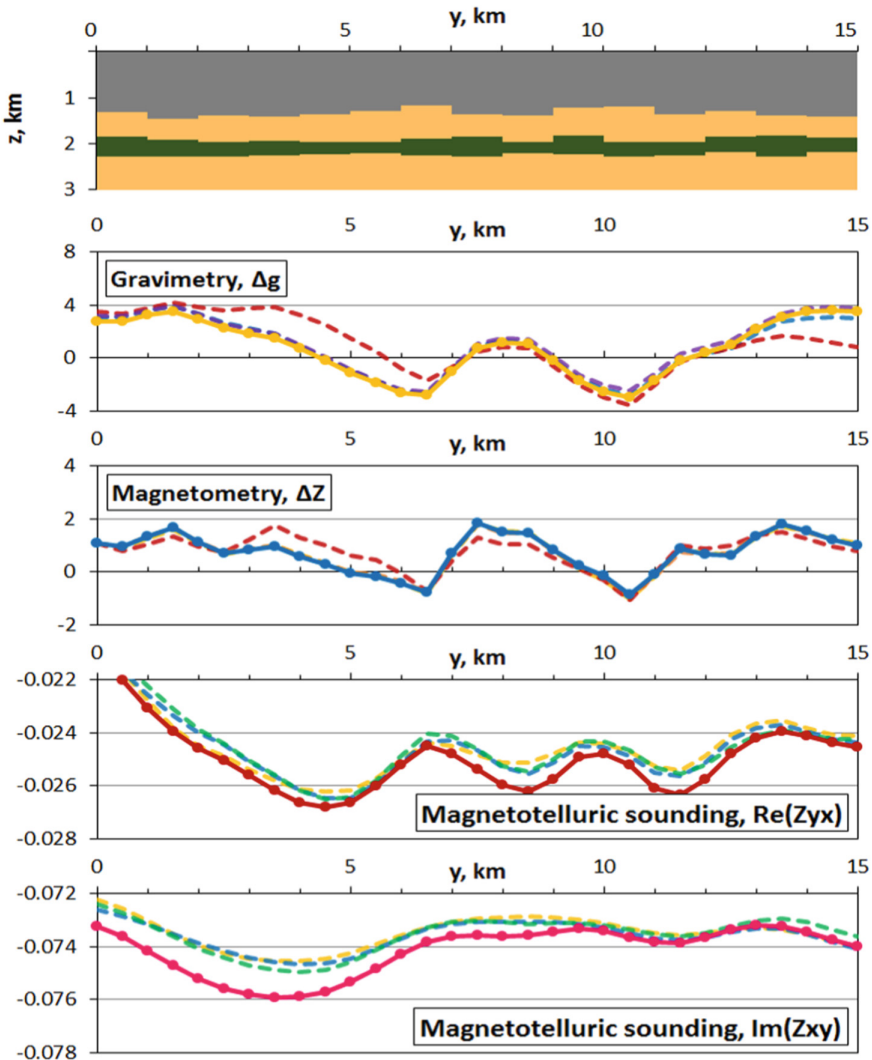 y, km
0 5 10 15
z, km
1
2
3
0 5 10 15
y, km
8
4
0
-4
Gravimetry, Δg
0 5 10 15
y, km
4
2
0
-2
Magnetometry, ΔZ
0 5 10 15
y, km
-0.022
-0.024
-0.026
-0.028
Magnetotelluric sounding, Re(Zyx)
0 5 10 15
y, km
-0.072
-0.074
-0.076
-0.078
Magnetotelluric sounding, Im(Zxy)